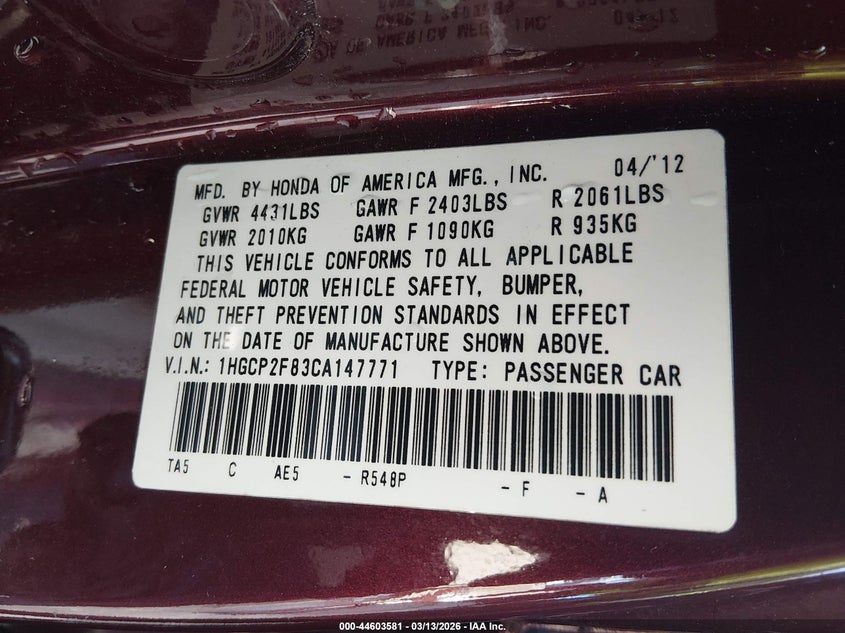 MFD. BY HONDA OF AMERICA MFG., INC. 04/'12
GVWR 4431LBS GAWR F 2403LBS R 2061LBS
GVWR 2010KG GAWR F 1090KG R 935KG
THIS VEHICLE CONFORMS TO ALL APPLICABLE
FEDERAL MOTOR VEHICLE SAFETY, BUMPER,
AND THEFT PREVENTION STANDARDS IN EFFECT
ON THE DATE OF MANUFACTURE SHOWN ABOVE.
V.I.N.: 1HGCP2F83CA147771 TYPE: PASSENGER CAR
TA5 C AE5 - R548P - F - A
000-44603581 - 03/13/2026 - IAA Inc.